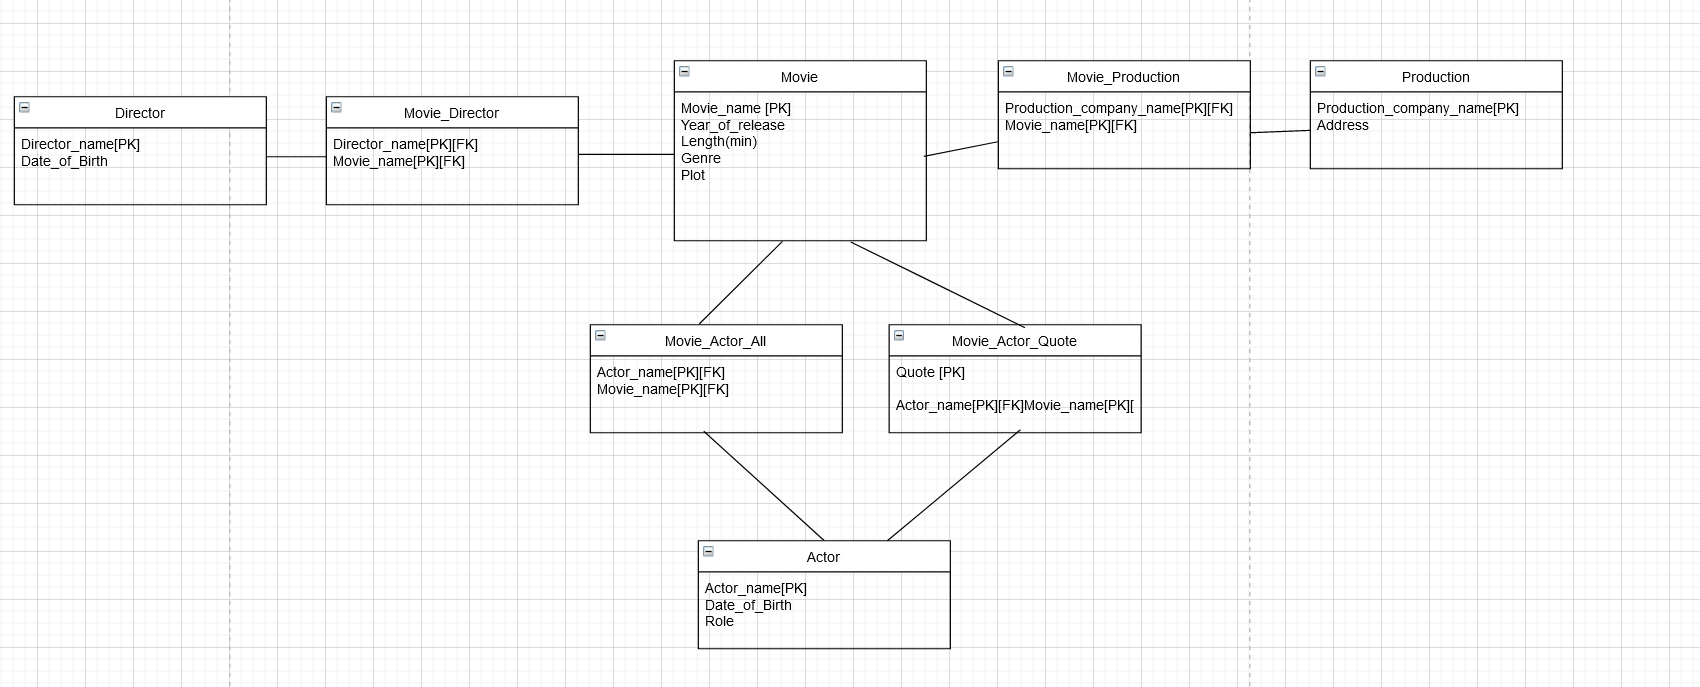 Director
Director_name[PK]
Date_of_Birth
Movie_Director
Director_name[PK][FK]
Movie_name[PK][FK]
Movie
Movie_name [PK]
Year_of_release
Length(min)
Genre
Plot
Movie_Production
Production_company_name[PK][FK]
Movie_name[PK][FK]
Production
Production_company_name[PK]
Address
Movie_Actor_All
Actor_name[PK][FK]
Movie_name[PK][FK]
Movie_Actor_Quote
Quote [PK]
Actor_name[PK][FK]Movie_name[PK][
Actor
Actor_name[PK]
Date_of_Birth
Role